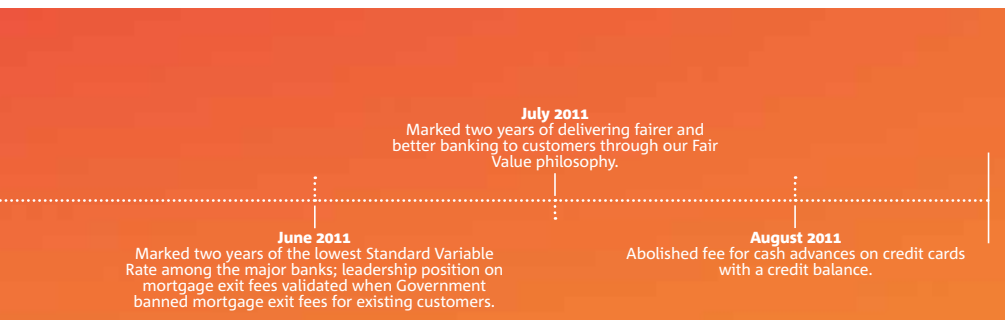 July 2011
Marked two years of delivering fairer and
better banking to customers through our Fair
Value philosophy.
June 2011
Marked two years of the lowest Standard Variable
Rate among the major banks; leadership position on
mortgage exit fees validated when Government
banned mortgage exit fees for existing customers.
August 2011
Abolished fee for cash advances on credit cards
with a credit balance.